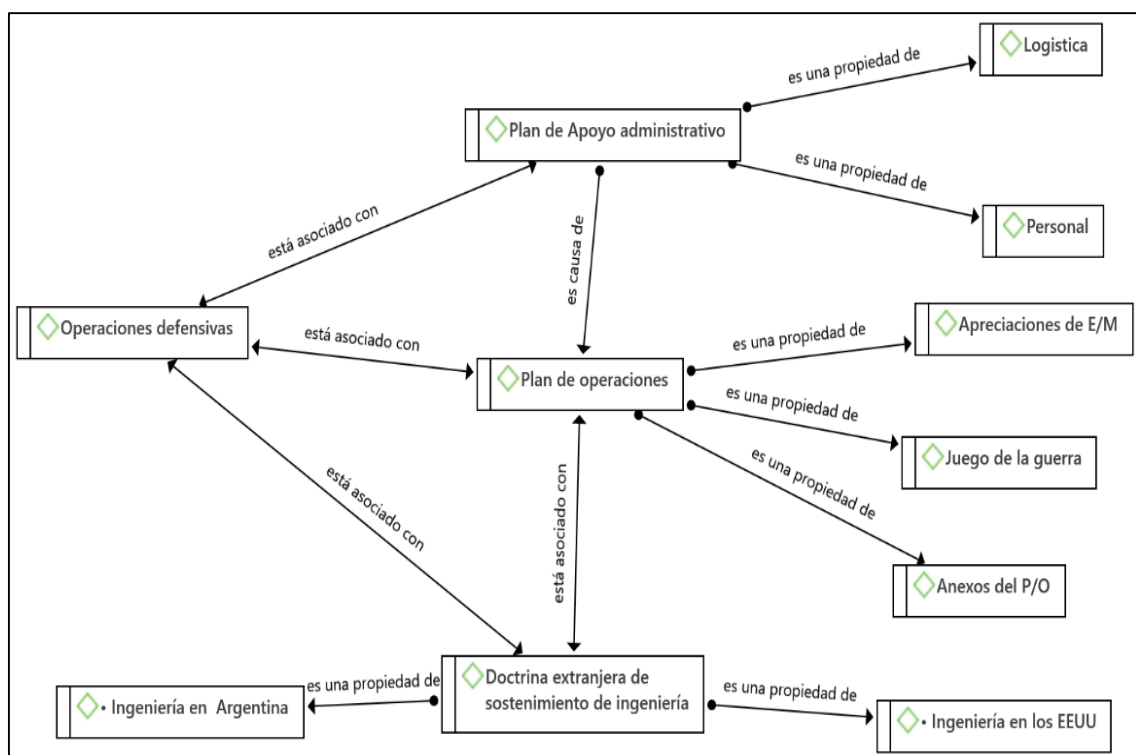 Logistica
es una propiedad de
Plan de Apoyo administrativo
es una propiedad de
Personal
está asociado con
es causa de
Operaciones defensivas
está asociado con
Apreciaciones de E/M
es una propiedad de
Plan de operaciones
es una propiedad de
Juego de la guerra
es una propiedad de
está asociado con
está asociado con
Anexos del P/O
Doctrina extranjera de
sostenimiento de ingeniería
es una propiedad de
• Ingeniería en Argentina
es una propiedad de
• Ingeniería en los EEUU